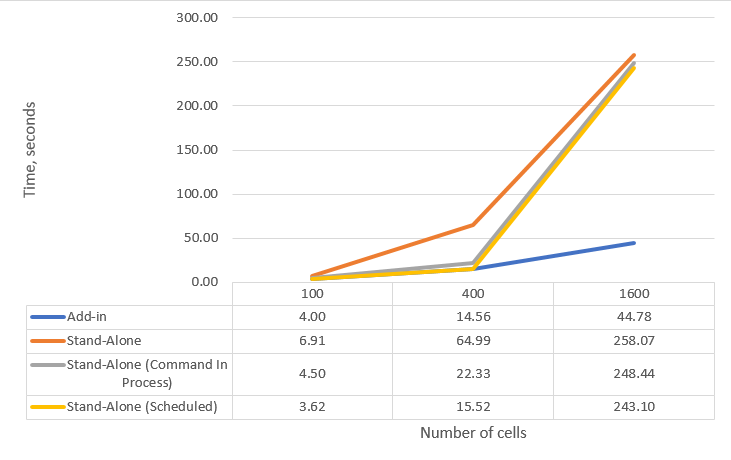 300.00
250.00
200.00
150.00
100.00
50.00
0.00
Time, seconds
100 400 1600
Add-in 4.00 14.56 44.78
Stand-Alone 6.91 64.99 258.07
Stand-Alone (Command In
Process) 4.50 22.33 248.44
Stand-Alone (Scheduled) 3.62 15.52 243.10
Number of cells